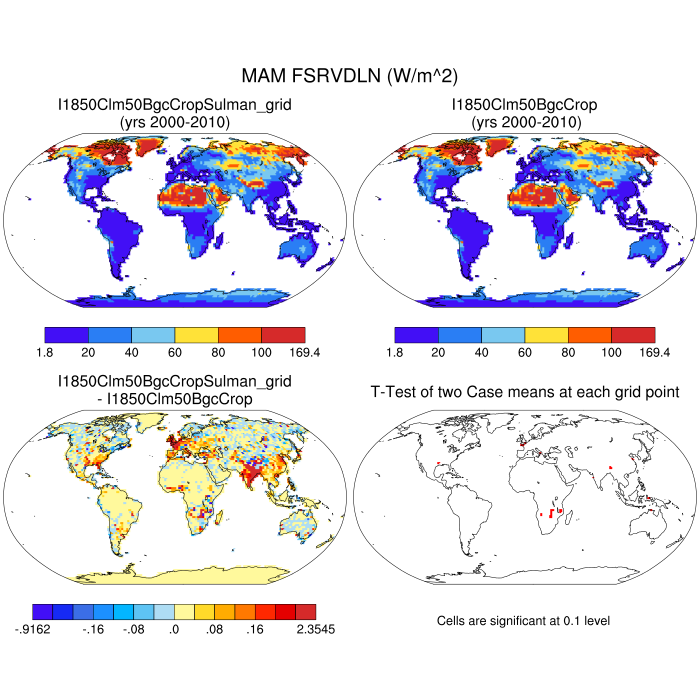 MAM FSRVDLN (W/m^2)
I1850Clm50BgcCropSulman_grid
(yrs 2000-2010)
I1850Clm50BgcCrop
(yrs 2000-2010)
1.8 20 40 60 80 100 169.4
1.8 20 40 60 80 100 169.4
I1850Clm50BgcCropSulman_grid
- I1850Clm50BgcCrop
T-Test of two Case means at each grid point
-.9162 -.16 -.08 .0 .08 .16 2.3545
Cells are significant at 0.1 level